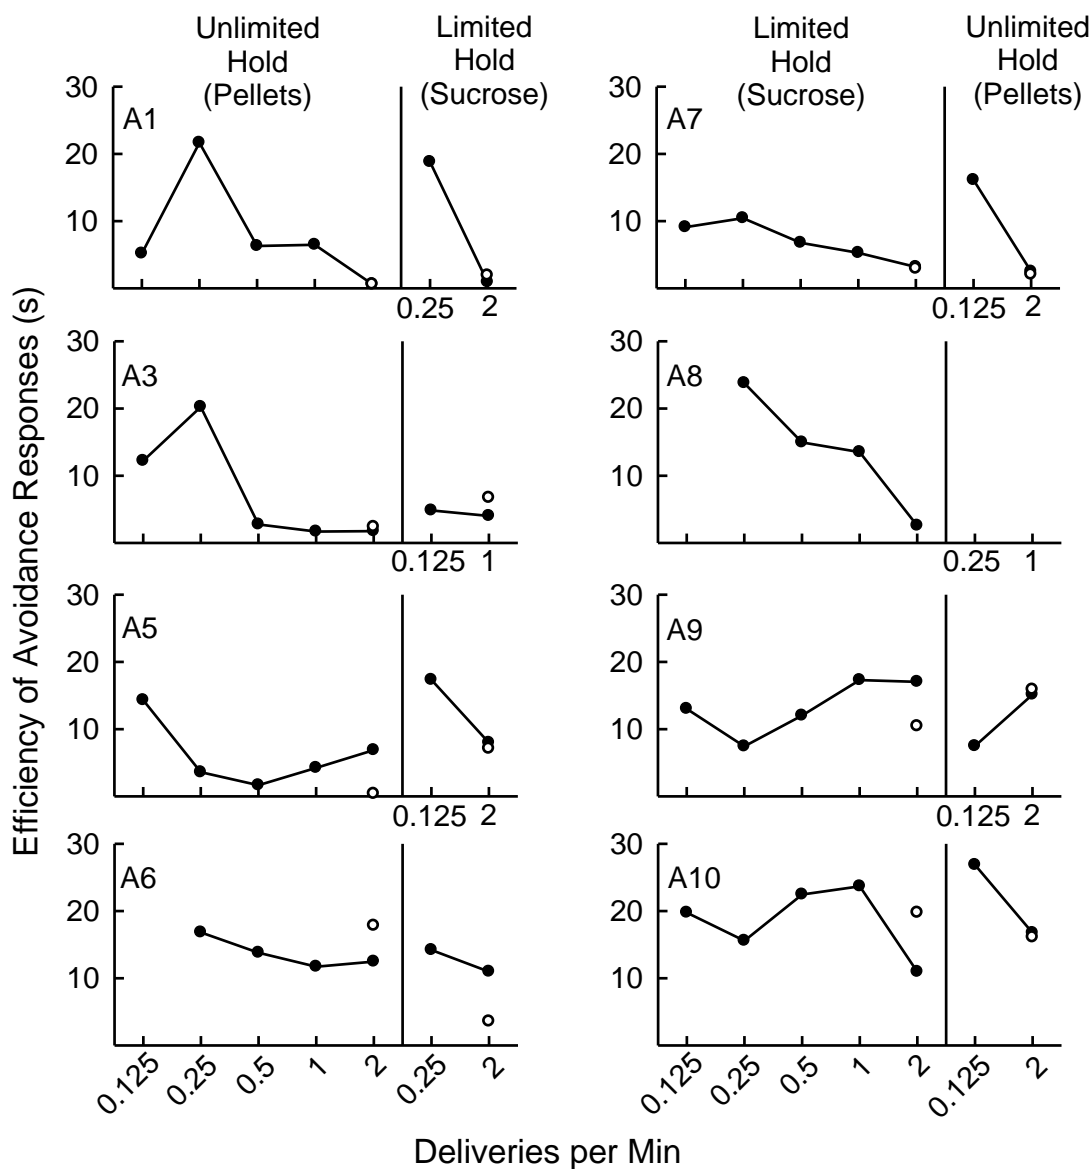 Unlimited
Hold
(Pellets)
Limited
Hold
(Sucrose)
Limited
Hold
(Sucrose)
Unlimited
Hold
(Pellets)
Efficiency of Avoidance Responses (s)
A1
30
20
10
0.25 2
A7
30
20
10
0.125 2
A3
30
20
10
0.125 1
A8
30
20
10
0.25 1
A5
30
20
10
0.125 2
A9
30
20
10
0.125 2
A6
30
20
10
0.125 0.25 0.5 1 2 0.25 2
A10
30
20
10
0.125 0.25 0.5 1 2 0.125 2
Deliveries per Min